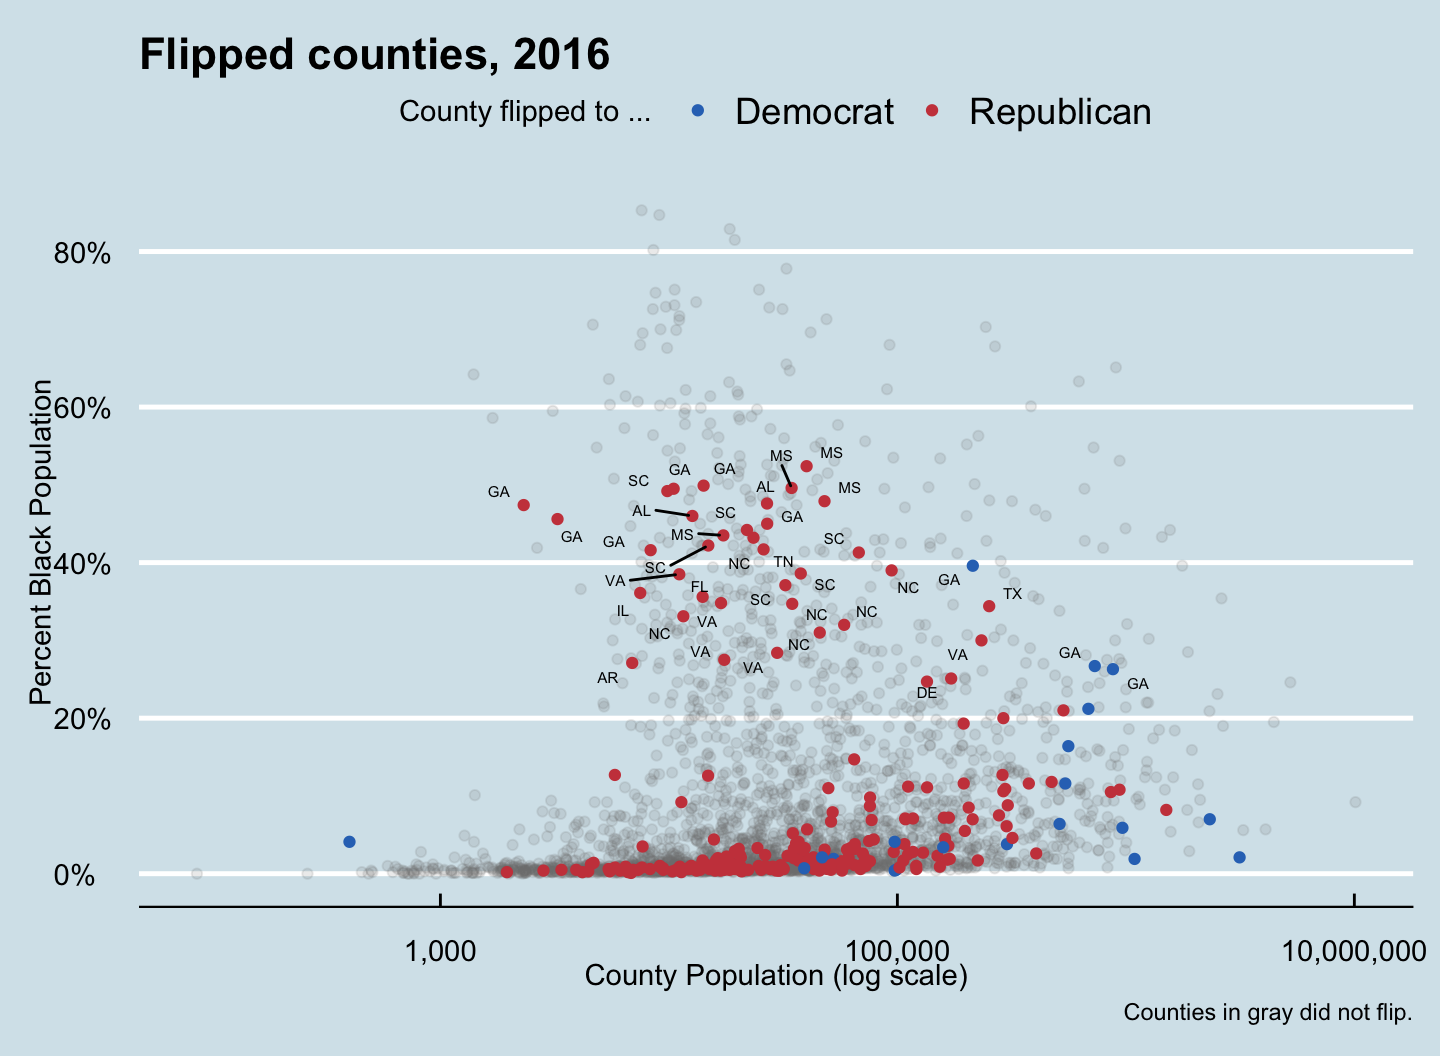 Flipped counties, 2016
County flipped to ... Democrat Republican
80%
60%
40%
20%
0%
Percent Black Population
MS MS
GA GA
SC
GA AL MS
AL SC GA
GA MS SC
GA
SC NC TN
VA FL SC GA
NC TX
IL SC NC NC
VA
NC NC
VA VA GA
VA
AR GA
DE
1,000 100,000 10,000,000
County Population (log scale)
Counties in gray did not flip.